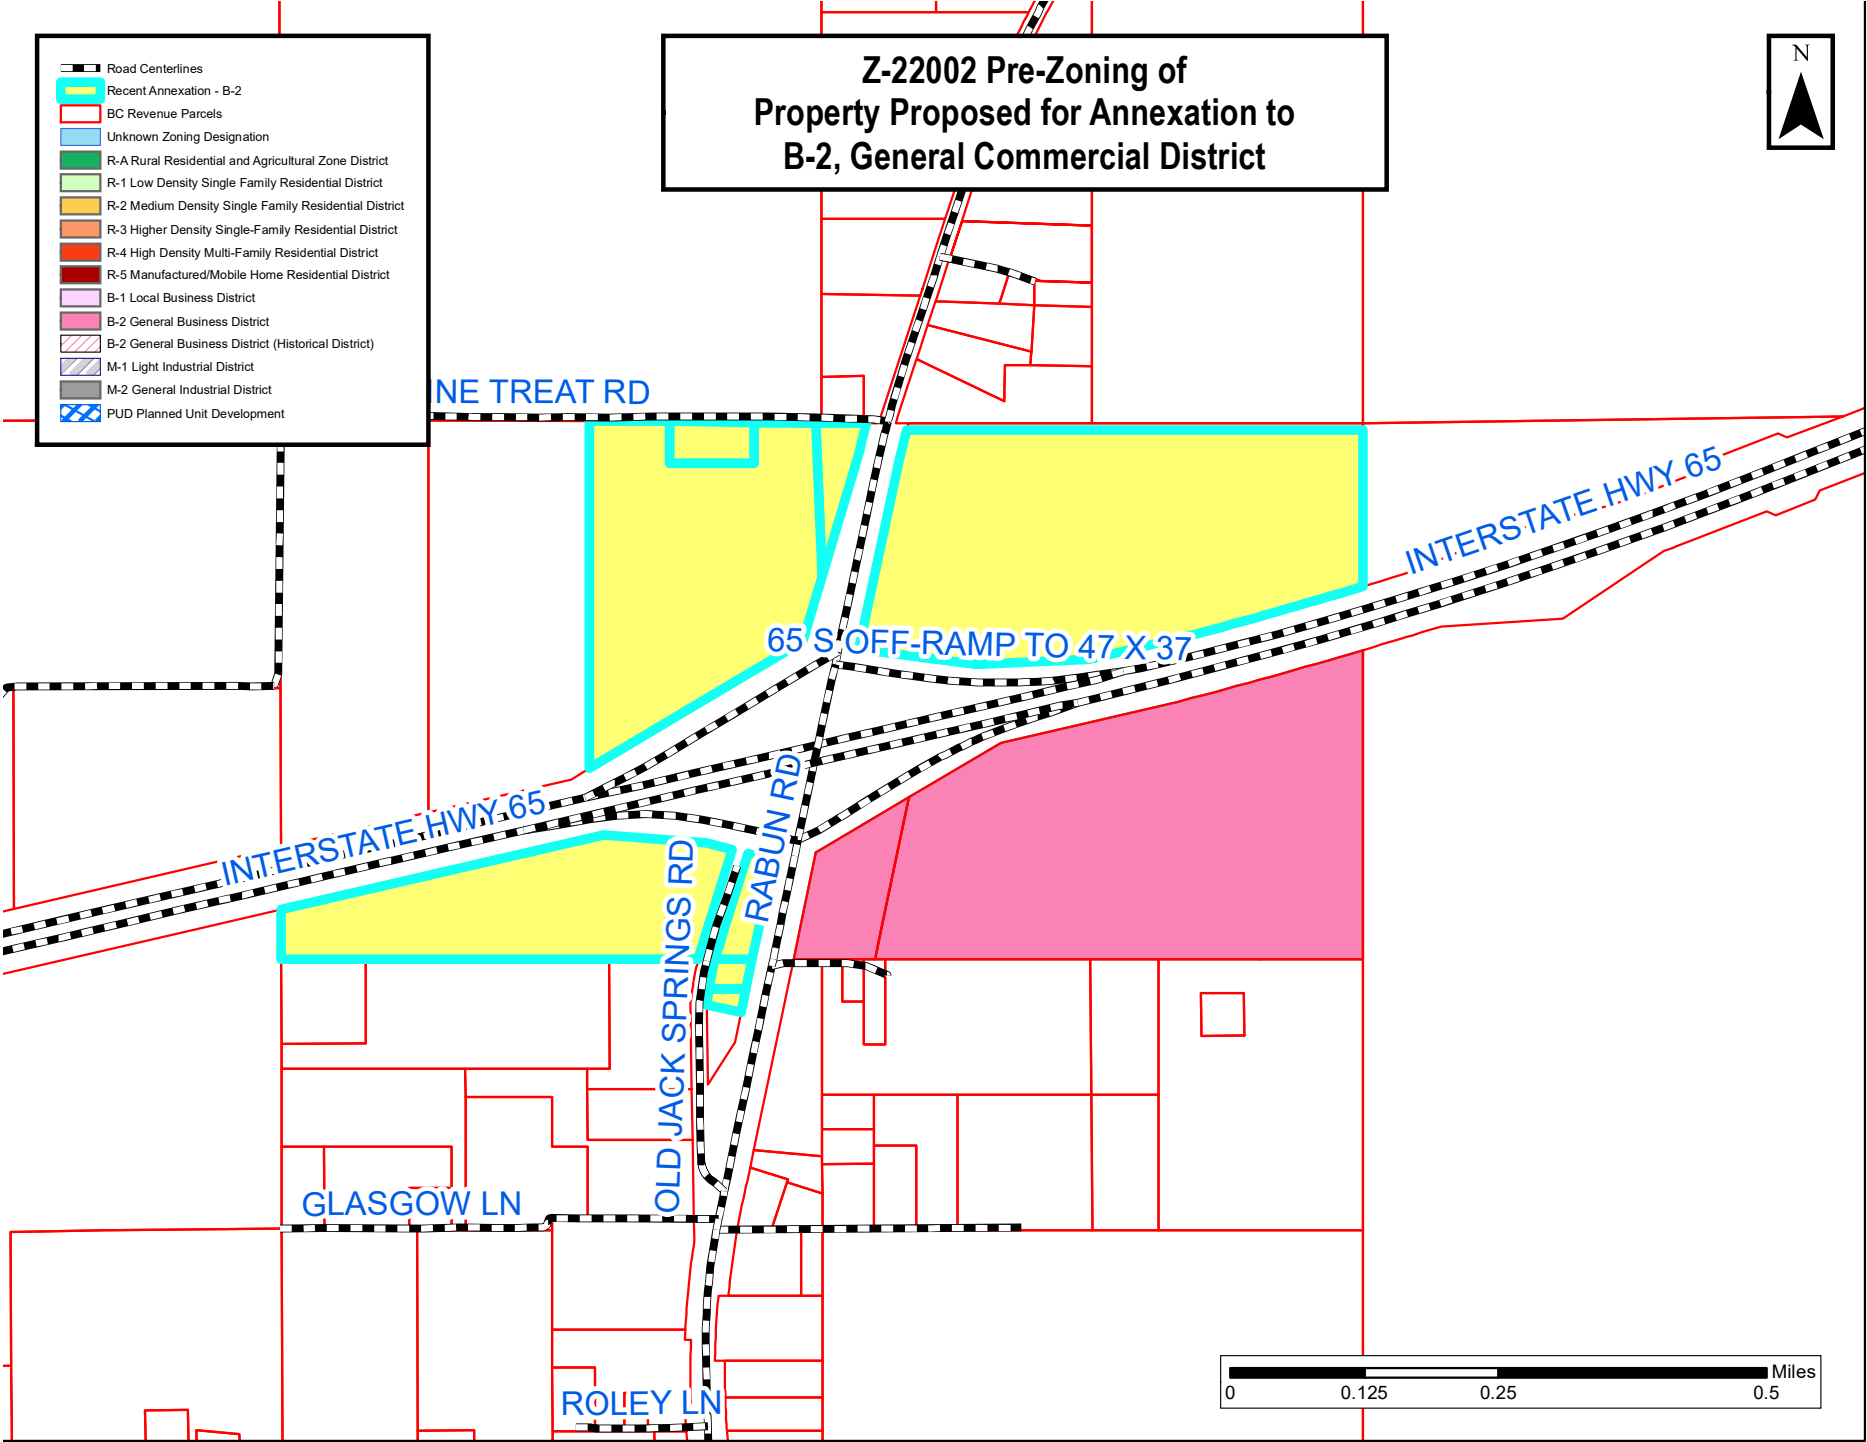 Road Centerlines
Recent Annexation - B-2
BC Revenue Parcels
Unknown Zoning Designation
R-A Rural Residential and Agricultural Zone District
R-1 Low Density Single Family Residential District
R-2 Medium Density Single Family Residential District
R-3 Higher Density Single-Family Residential District
R-4 High Density Multi-Family Residential District
R-5 Manufactured/Mobile Home Residential District
B-1 Local Business District
B-2 General Business District
B-2 General Business District (Historical District)
M-1 Light Industrial District
M-2 General Industrial District
PUD Planned Unit Development
Z-22002 Pre-Zoning of
Property Proposed for Annexation to
B-2, General Commercial District
N
INE TREAT RD
INTERSTATE HWY 65
65 S OFF-RAMP TO 47 X 37
INTERSTATE HWY 65
RABUN RD
OLD JACK SPRINGS RD
GLASGOW LN
ROLEY LN
Miles
0 0.125 0.25 0.5